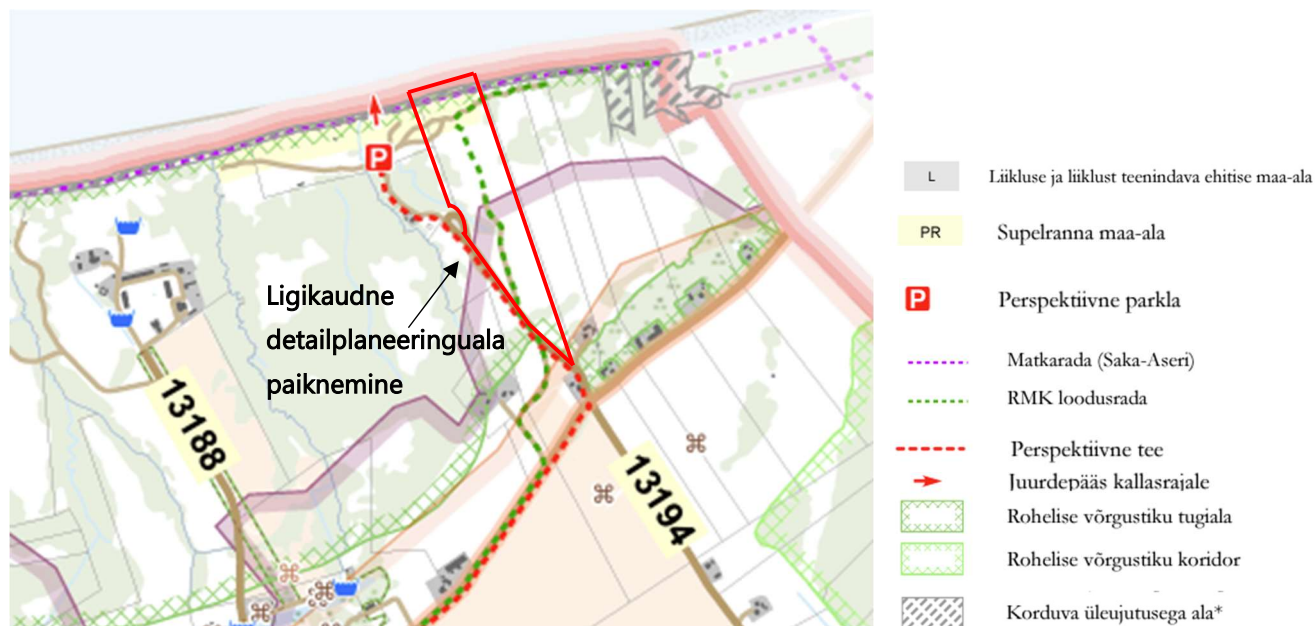 P
Ligikaudne
detailplaneeringuala
paiknemine
13188
13194
L Liikluse ja liiklust teenindava ehitise maa-ala
PR Supelranna maa-ala
P Perspektiivne parkla
Matkarada (Saka-Aseri)
RMK loodusrada
Perspektiivne tee
Juurdepääs kallasrajale
Rohelise võrgustiku tugiala
Rohelise võrgustiku koridor
Korduva üleujutusega ala*